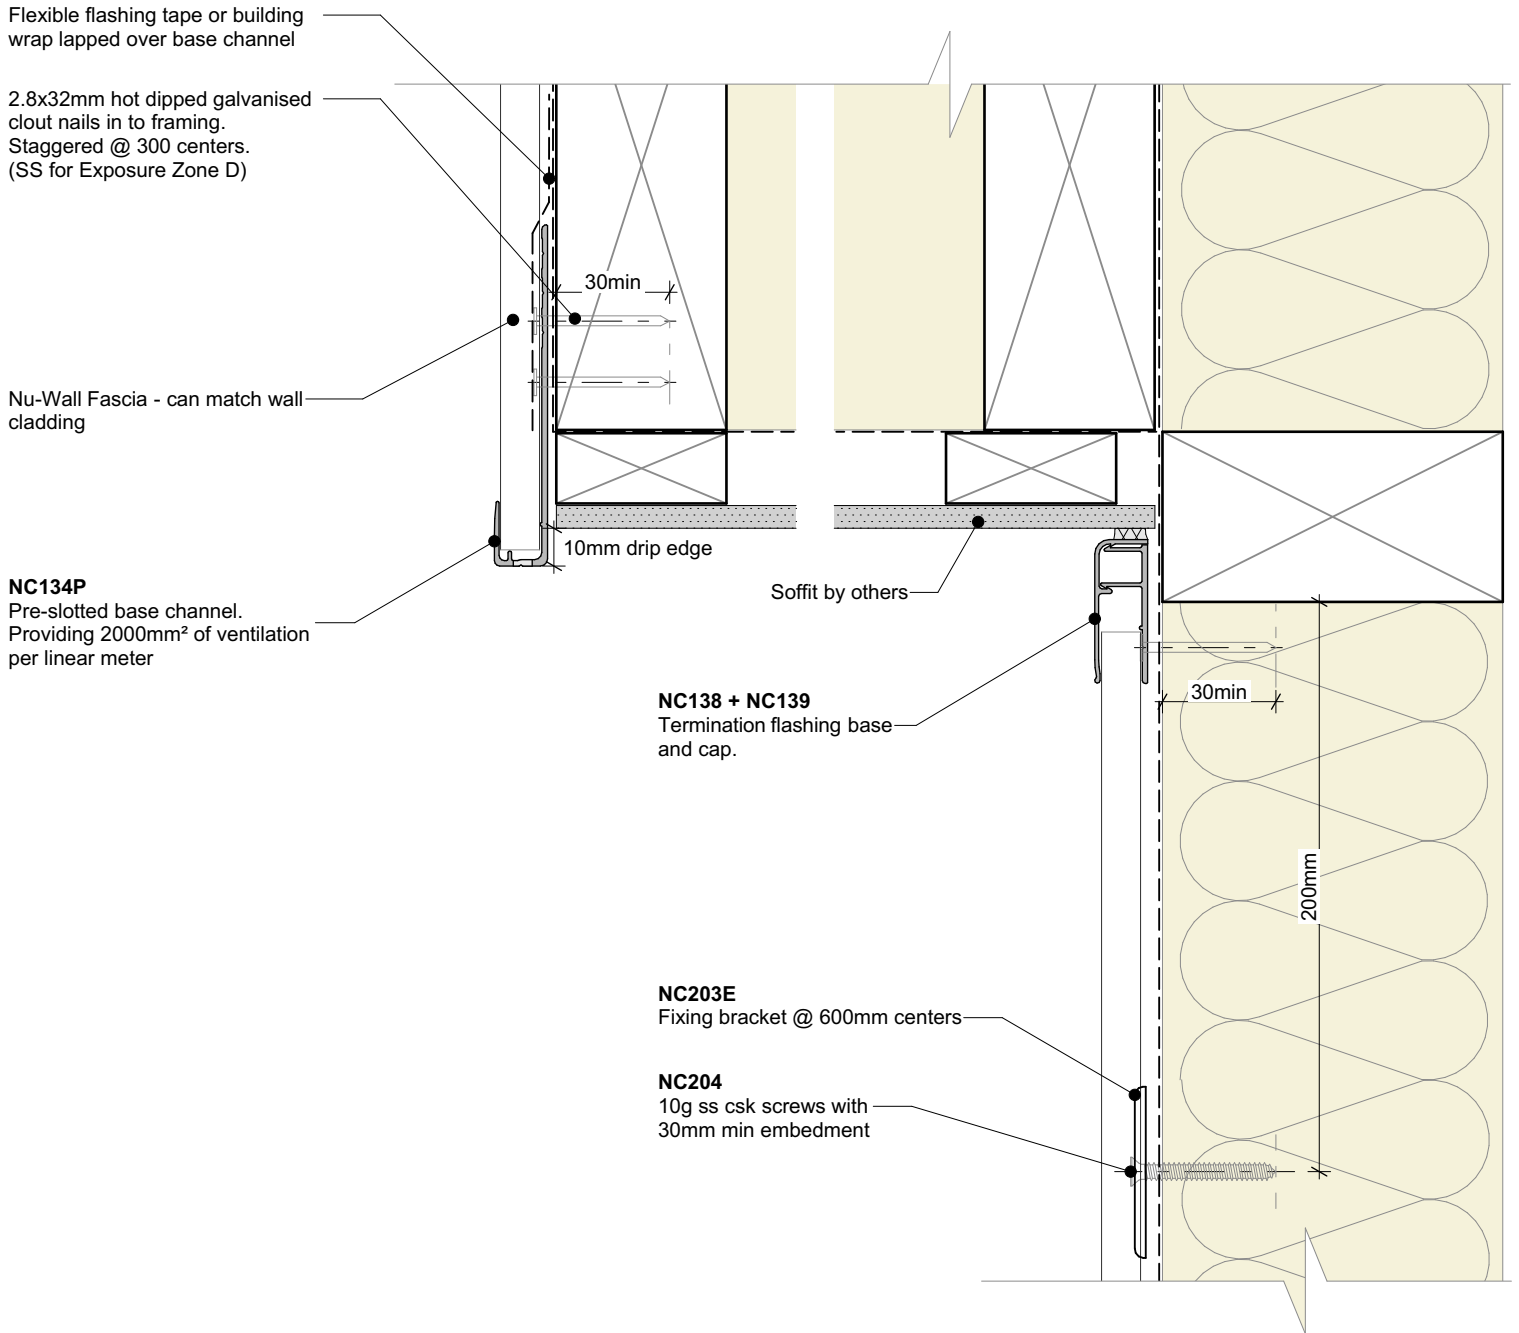 Flexible flashing tape or building
wrap lapped over base channel
2.8x32mm hot dipped galvanised
clout nails in to framing.
Staggered @ 300 centers.
(SS for Exposure Zone D)
30min
Nu-Wall Fascia - can match wall
cladding
10mm drip edge
NC134P
Pre-slotted base channel.
Providing 2000mm² of ventilation
per linear meter
Soffit by others
NC138 + NC139
Termination flashing base
and cap.
30min
200mm
NC203E
Fixing bracket @ 600mm centers
NC204
10g ss csk screws with
30mm min embedment